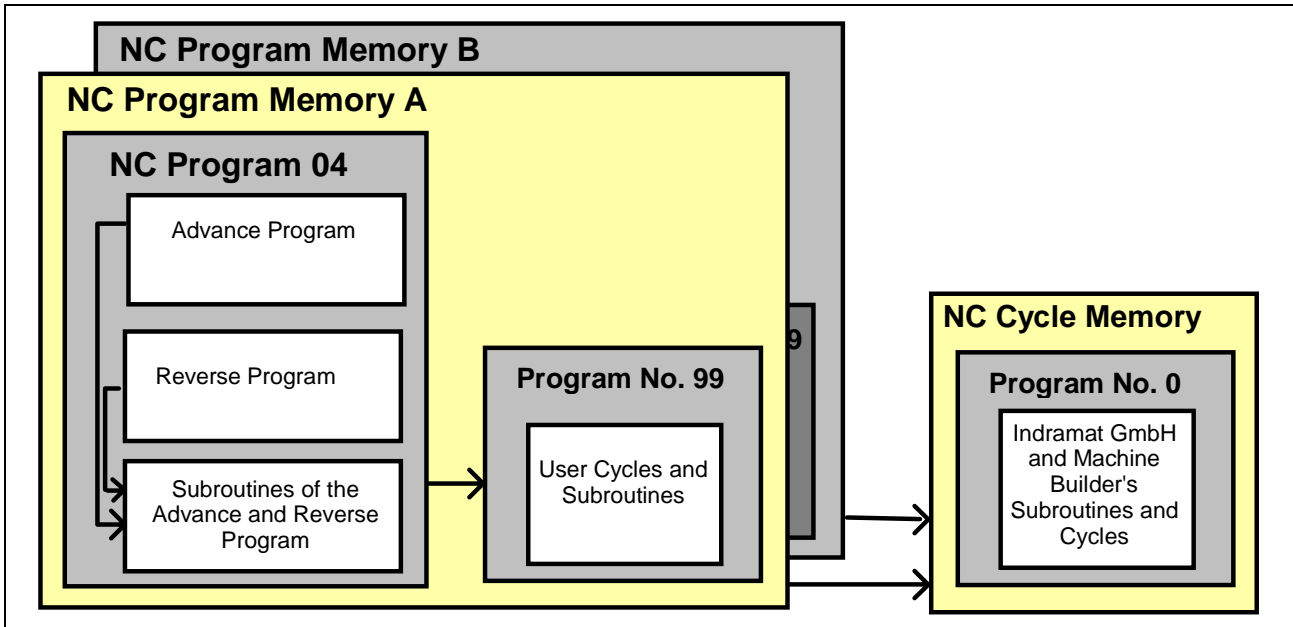 NC Program Memory B
NC Program Memory A
NC Program 04
Advance Program
Reverse Program
Subroutines of the
Advance and Reverse
Program
9
Program No. 99
User Cycles and
Subroutines
NC Cycle Memory
Program No. 0
Indramat GmbH
and Machine
Builder's
Subroutines and
Cycles